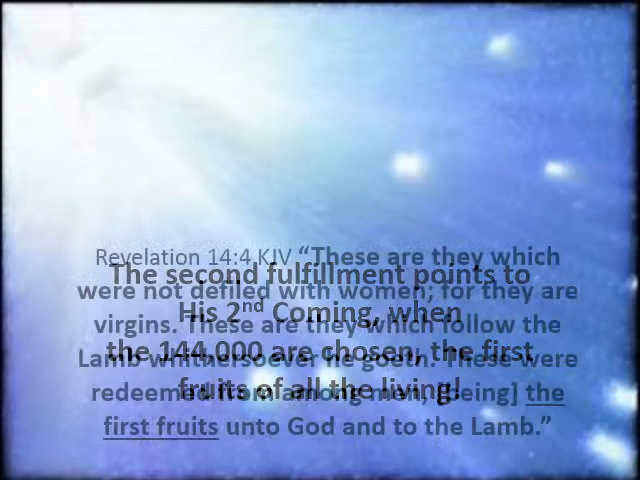 Revelation 14:4 KJV “These are they which
were not defiled with women; for they are
virgins. These are they which follow the
Lamb whithersoever he goeth. These were
redeemed from among men, [being] the
first fruits unto God and to the Lamb.”
The second fulfillment points to
His 2nd Coming, when
the 144,000 are chosen, the first
fruits of all the living!